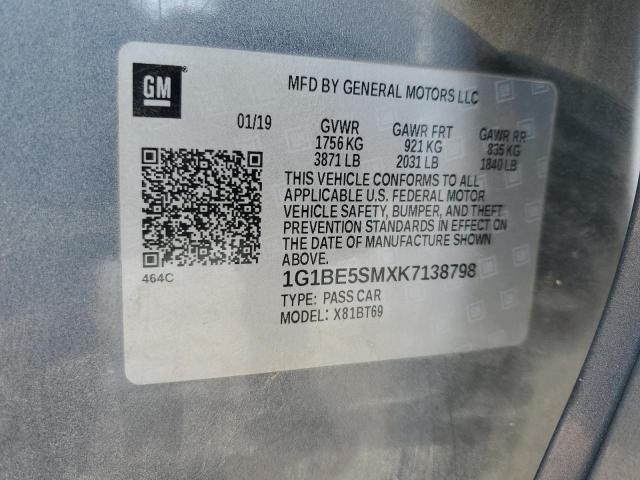 GM
MFD BY GENERAL MOTORS LLC
01/19 GVWR GAWR FRT GAWR RR
1756 KG 921 KG 835 KG
3871 LB 2031 LB 1840 LB
THIS VEHICLE CONFORMS TO ALL
APPLICABLE U.S. FEDERAL MOTOR
VEHICLE SAFETY, BUMPER, AND THEFT
PREVENTION STANDARDS IN EFFECT ON
THE DATE OF MANUFACTURE SHOWN
ABOVE.
464C
1G1BE5SMXK7138798
TYPE: PASS CAR
MODEL: X81BT69